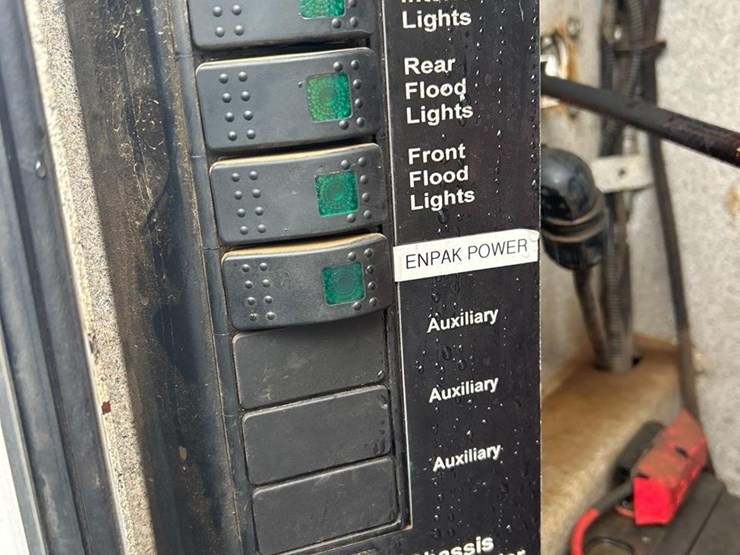 Lights
Rear
Flood
Lights
Front
Flood
Lights
ENPAK POWER
Auxiliary
Auxiliary
Auxiliary